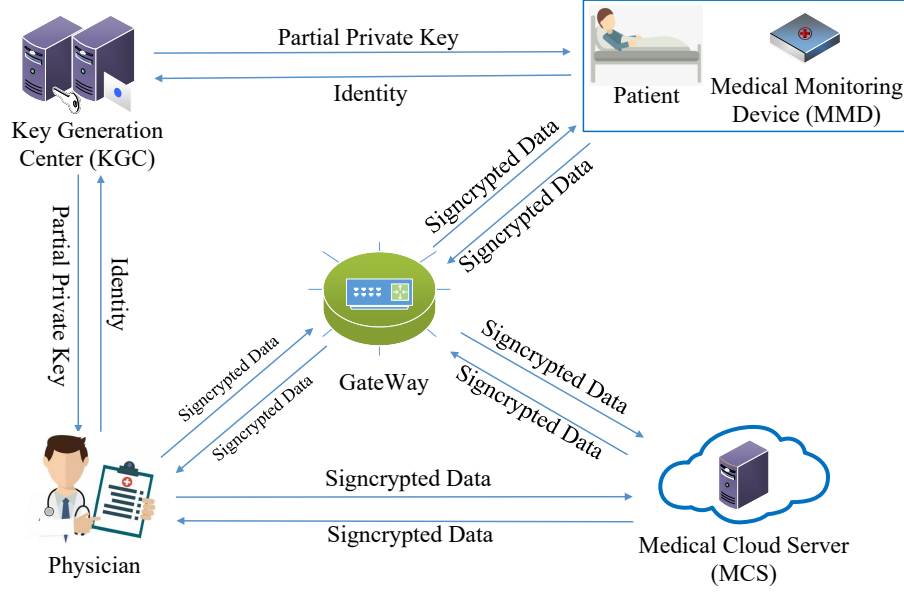 Partial Private Key
Identity
Patient
Medical Monitoring
Device (MMD)
Key Generation
Center (KGC)
Signcrypted Data
Signcrypted Data
Partial Private Key
Identity
GateWay
Signcrypted Data
Signcrypted Data
Signcrypted Data
Signcrypted Data
Signcrypted Data
Signcrypted Data
Physician
Medical Cloud Server
(MCS)